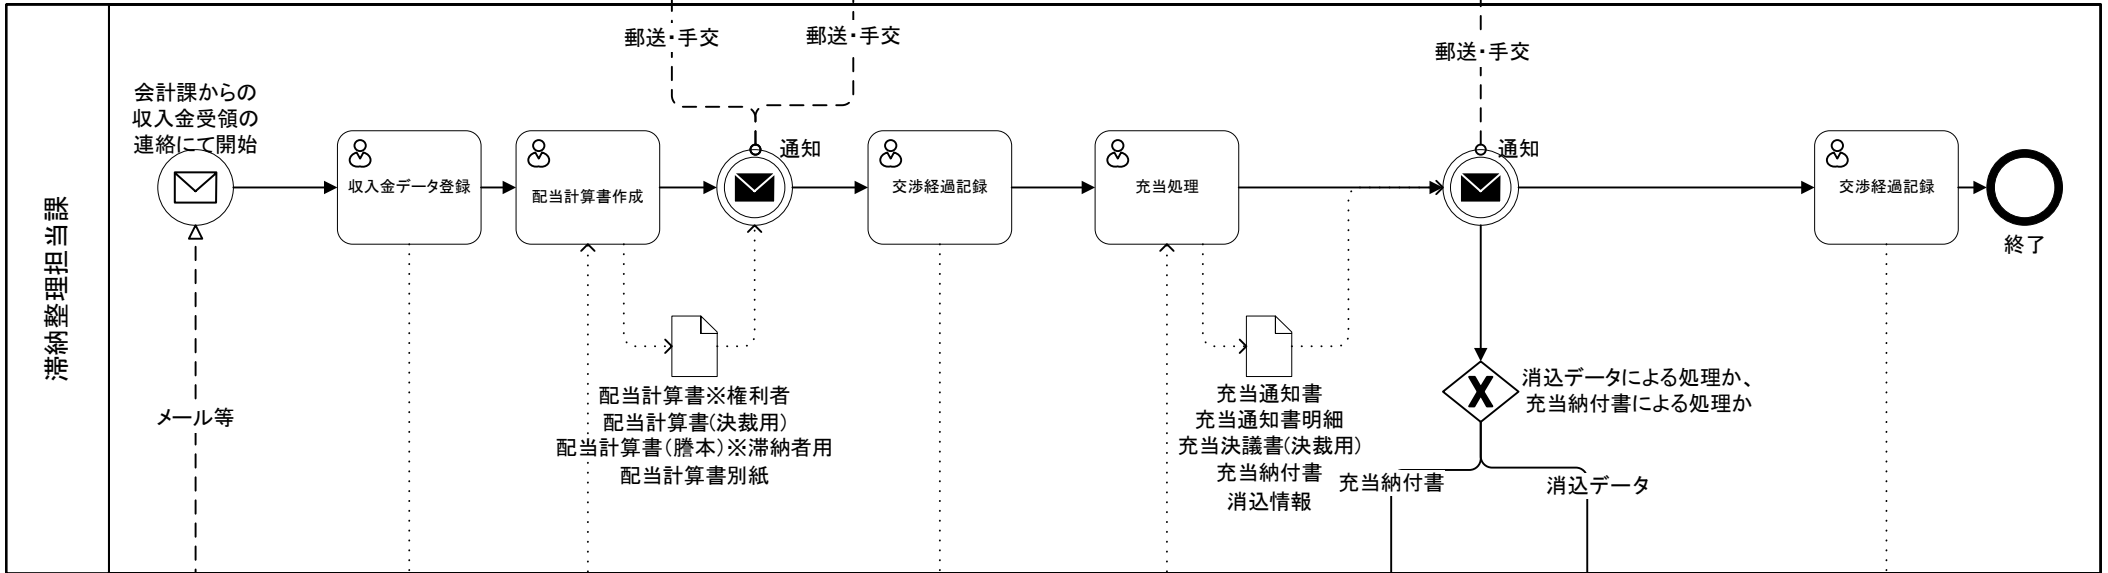 滞納整理担当課
郵送・手交
郵送・手交
郵送・手交
会計課からの
収入金受領の
連絡にて開始
収入金データ登録
配当計算書作成
通知
交渉経過記録
充当処理
通知
交渉経過記録
終了
メール等
配当計算書※権利者
配当計算書(決裁用)
配当計算書(謄本)※滞納者用
配当計算書別紙
充当通知書
充当通知書明細
充当決議書(決裁用)
充当納付書
消込情報
消込データによる処理か、
充当納付書による処理か
充当納付書
消込データ